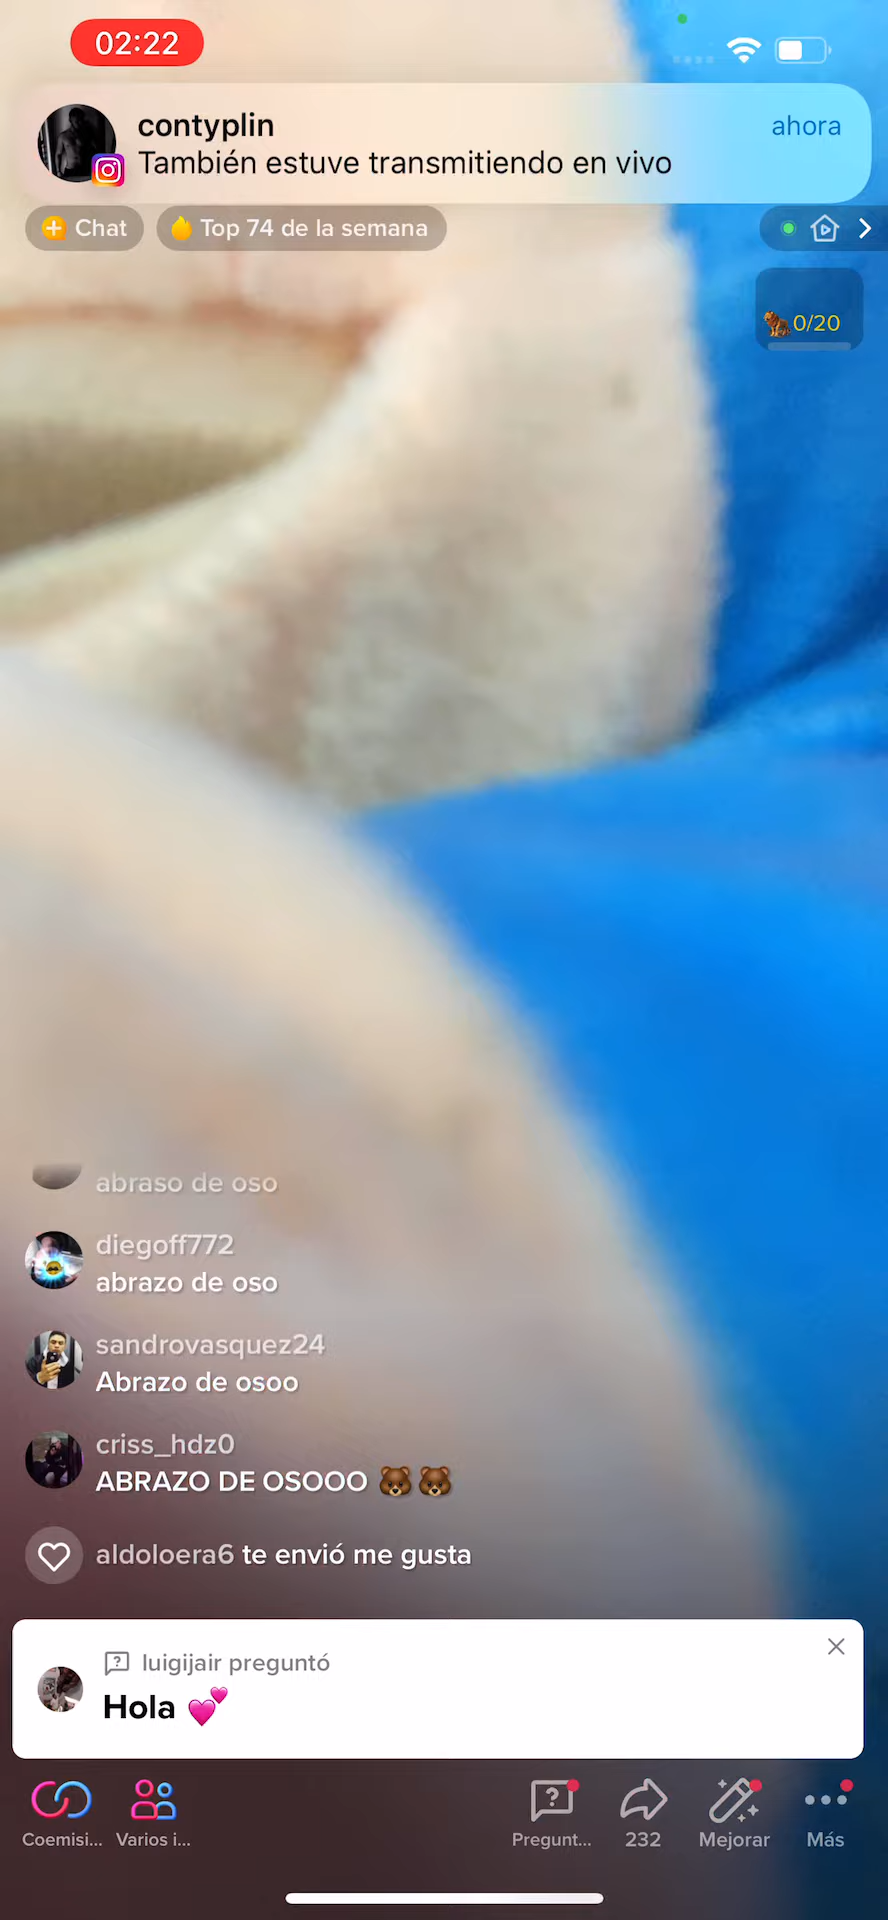 02:22
contyplin
ahora
También estuve transmitiendo en vivo
Chat
Top 74 de la semana
0/20
abraso de oso
diegoff772
abrazo de oso
sandrovasquez24
Abrazo de osoo
criss_hdz0
ABRAZO DE OSOOO 🐻🐻
aldoloera6 te envió me gusta
luigijair preguntó
Hola 💕
Coemisi...
Varios i...
Pregunt...
232
Mejorar
Más